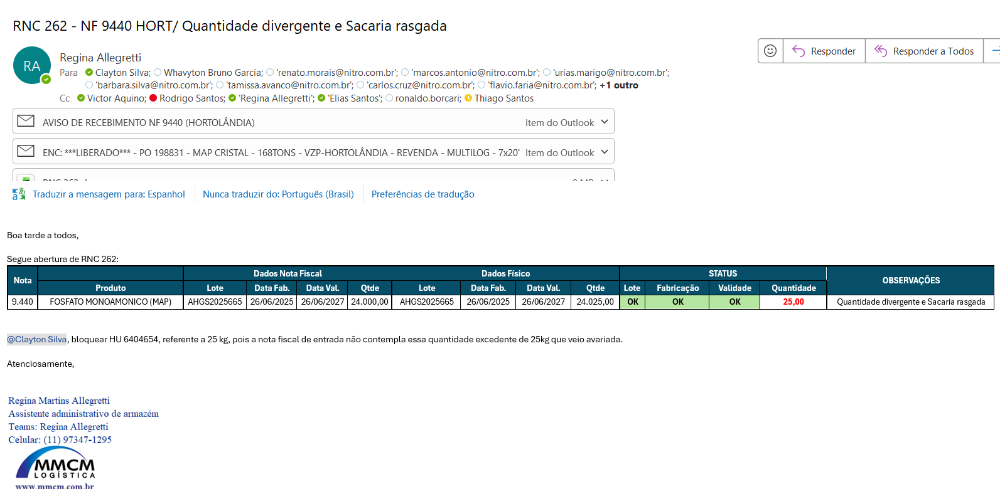 RNC 262 - NF 9440 HORT/ Quantidade divergente e Sacaria rasgada
RA
Regina Allegretti
Responder
Responder a Todos
Para Clayton Silva; Whavyton Bruno Garcia; 'renato.morais@nitro.com.br'; 'marcos.antonio@nitro.com.br'; 'urias.marigo@nitro.com.br';
'barbara.silva@nitro.com.br'; 'tamissa.avanco@nitro.com.br'; 'carlos.cruz@nitro.com.br'; 'flavio.faria@nitro.com.br'; +1 outro
Cc Victor Aquino; Rodrigo Santos; 'Regina Allegretti'; 'Elias Santos'; ronaldo.borcari; Thiago Santos
AVISO DE RECEBIMENTO NF 9440 (HORTOLÂNDIA) Item do Outlook
ENC: ***LIBERADO*** - PO 198831 - MAP CRISTAL - 168TONS - VZP-HORTOLÂNDIA - REVENDA - MULTILOG - 7x20' Item do Outlook
Traduzir a mensagem para: Espanhol Nunca traduzir do: Português (Brasil) Preferências de tradução
Boa tarde a todos,
Segue abertura de RNC 262:
Nota Dados Nota Fiscal Dados Físico STATUS OBSERVAÇÕES
Produto Lote Data Fab. Data Val. Qtde Lote Data Fab. Data Val. Qtde Lote Fabricação Validade Quantidade
9.440 FOSFATO MONOAMONICO (MAP) AHGS2025665 26/06/2025 26/06/2027 24.000,00 AHGS2025665 26/06/2025 26/06/2027 24.025,00 OK OK OK 25,00 Quantidade divergente e Sacaria rasgada
@Clayton Silva, bloquear HU 6404654, referente a 25 kg, pois a nota fiscal de entrada não contempla essa quantidade excedente de 25kg que veio avariada.
Atenciosamente,
Regina Martins Allegretti
Assistente administrativo de armazém
Teams: Regina Allegretti
Celular: (11) 97347-1295
MMCM
LOGÍSTICA
www.mmcm.com.br